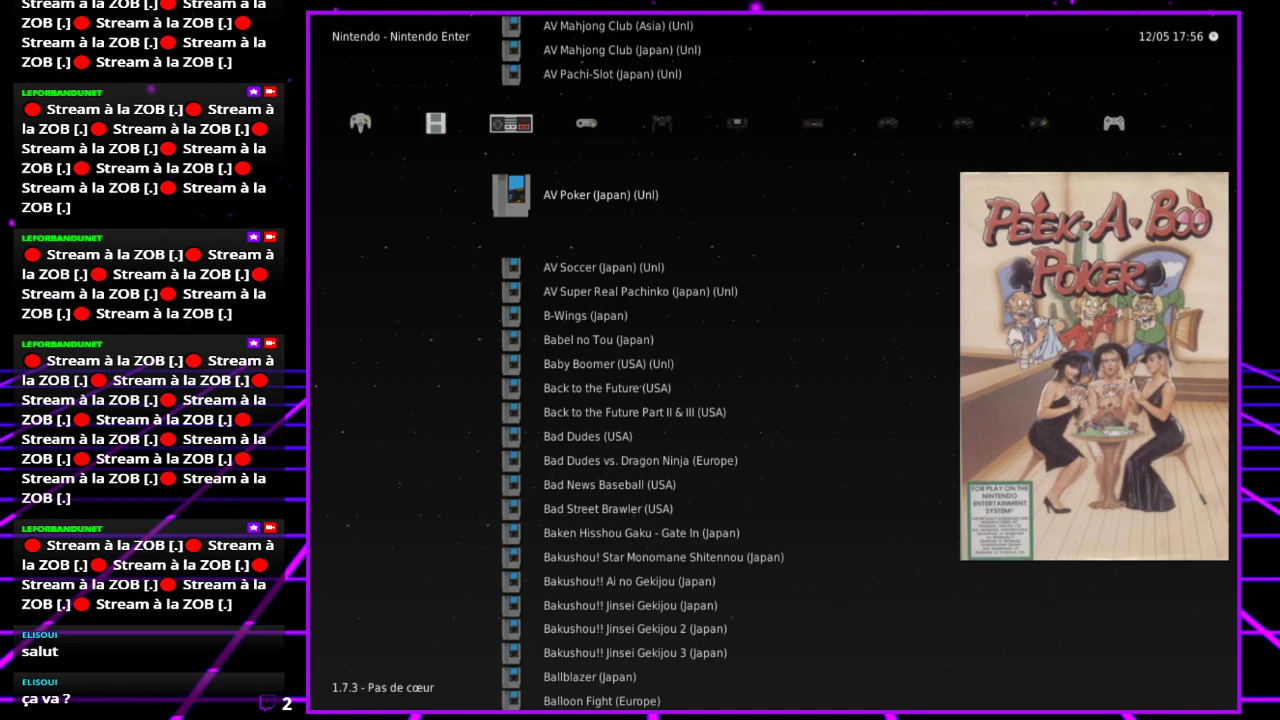 Stream à la ZOB [.]🔴 Stream à la
ZOB [.]🔴 Stream à la ZOB [.]🔴
Stream à la ZOB [.]🔴 Stream à la
ZOB [.]🔴 Stream à la ZOB [.]
LEFORBANDUNET
🔴 Stream à la ZOB [.]🔴 Stream à
la ZOB [.]🔴 Stream à la ZOB [.]🔴
Stream à la ZOB [.]🔴 Stream à la
ZOB [.]🔴 Stream à la ZOB [.]🔴
Stream à la ZOB [.]🔴 Stream à la
ZOB [.]
LEFORBANDUNET
🔴 Stream à la ZOB [.]🔴 Stream à
la ZOB [.]🔴 Stream à la ZOB [.]🔴
Stream à la ZOB [.]🔴 Stream à la
ZOB [.]🔴 Stream à la ZOB [.]
LEFORBANDUNET
🔴 Stream à la ZOB [.]🔴 Stream à
la ZOB [.]🔴 Stream à la ZOB [.]🔴
Stream à la ZOB [.]🔴 Stream à la
ZOB [.]🔴 Stream à la ZOB [.]🔴
Stream à la ZOB [.]🔴 Stream à la
ZOB [.]🔴 Stream à la ZOB [.]🔴
Stream à la ZOB [.]🔴 Stream à la
ZOB [.]
LEFORBANDUNET
🔴 Stream à la ZOB [.]🔴 Stream à
la ZOB [.]🔴 Stream à la ZOB [.]🔴
Stream à la ZOB [.]🔴 Stream à la
ZOB [.]🔴 Stream à la ZOB [.]
ELISOUI
salut
ELISOUI
ça va ?
2
Nintendo - Nintendo Enter
12/05 17:56
AV Mahjong Club (Asia) (Unl)
AV Mahjong Club (Japan) (Unl)
AV Pachi-Slot (Japan) (Unl)
AV Poker (Japan) (Unl)
AV Soccer (Japan) (Unl)
AV Super Real Pachinko (Japan) (Unl)
B-Wings (Japan)
Babel no Tou (Japan)
Baby Boomer (USA) (Unl)
Back to the Future (USA)
Back to the Future Part II & III (USA)
Bad Dudes (USA)
Bad Dudes vs. Dragon Ninja (Europe)
Bad News Baseball (USA)
Bad Street Brawler (USA)
Baken Hisshou Gaku - Gate In (Japan)
Bakushou! Star Monomane Shitennou (Japan)
Bakushou!! Ai no Gekijou (Japan)
Bakushou!! Jinsei Gekijou (Japan)
Bakushou!! Jinsei Gekijou 2 (Japan)
Bakushou!! Jinsei Gekijou 3 (Japan)
Ballblazer (Japan)
Balloon Fight (Europe)
1.7.3 - Pas de cœur
PEEK-A-BOO
POKER
FOR PLAY ON THE
NINTENDO
ENTERTAINMENT
SYSTEM®